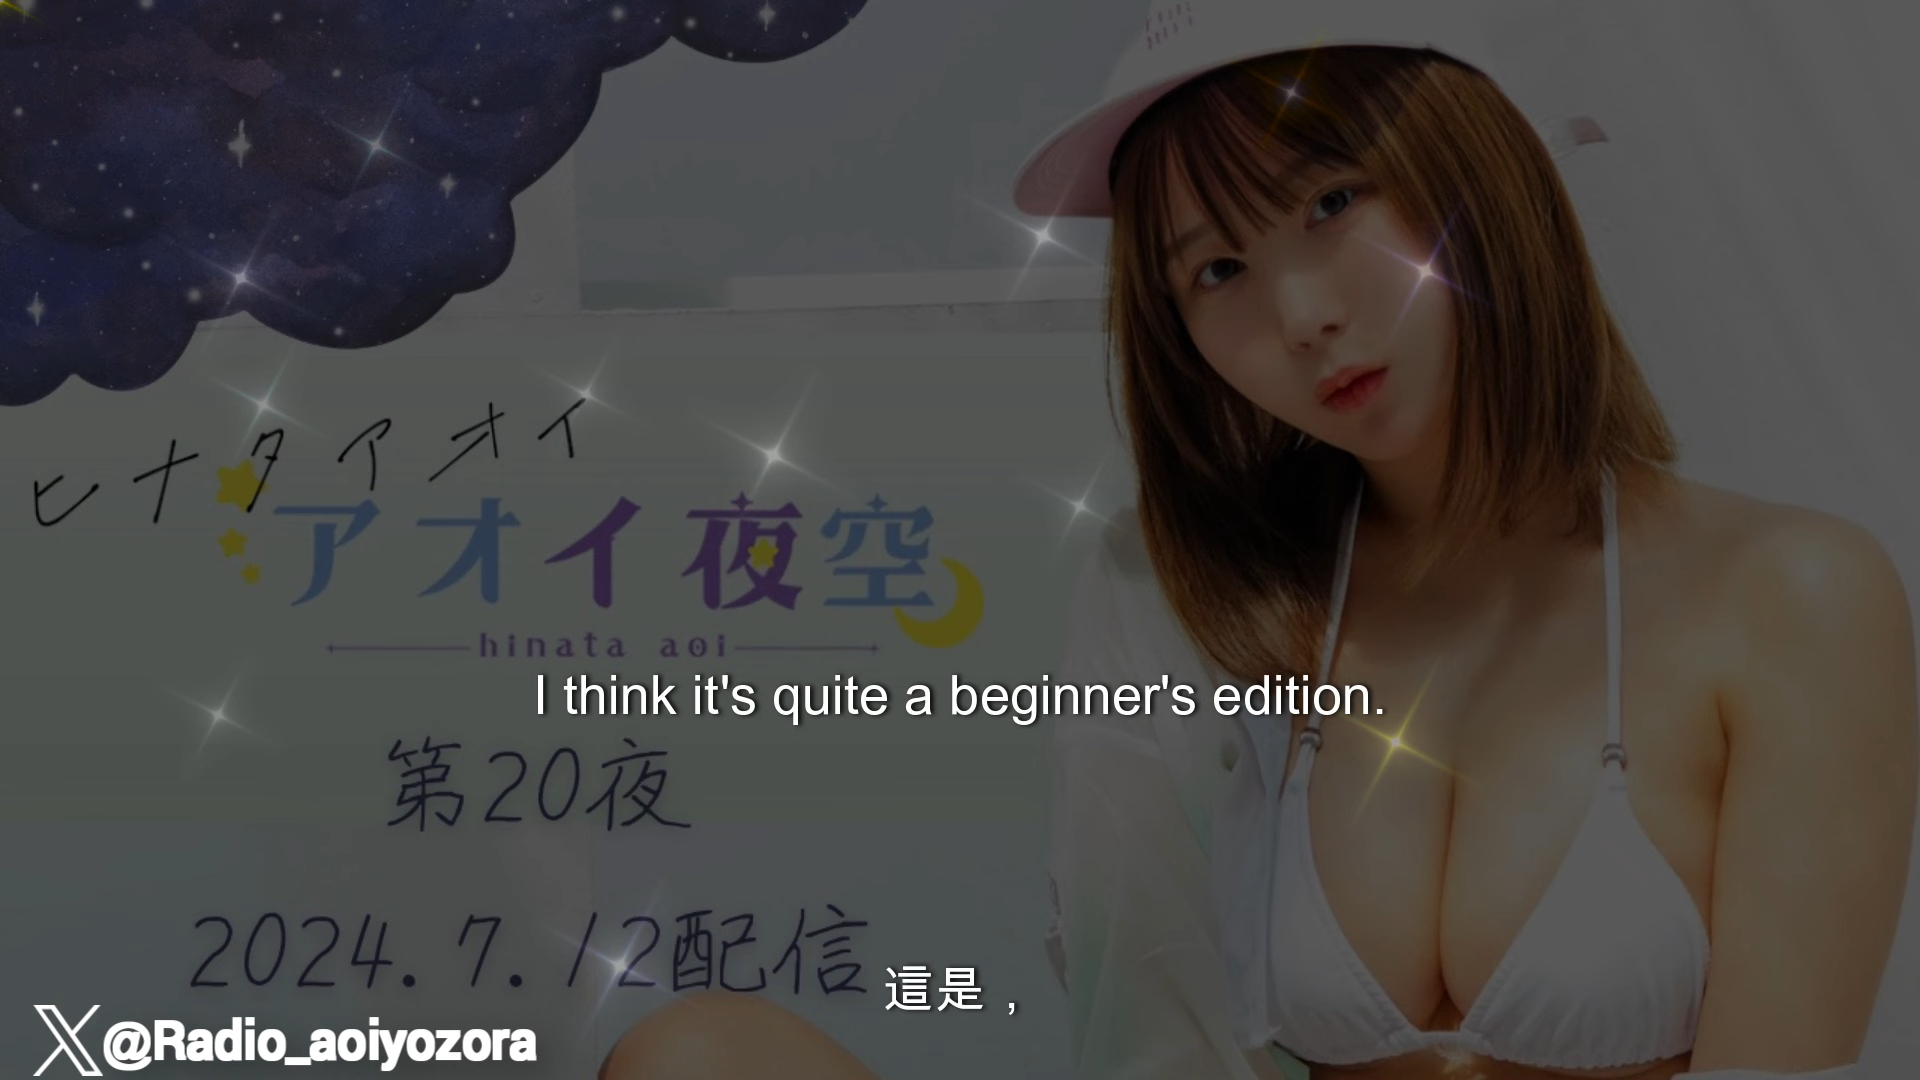 ヒナタアオイ
アオイ夜空
hinata aoi
I think it's quite a beginner's edition.
第20夜
2024.7.12配信
這是，
X@Radio_aoiyozora